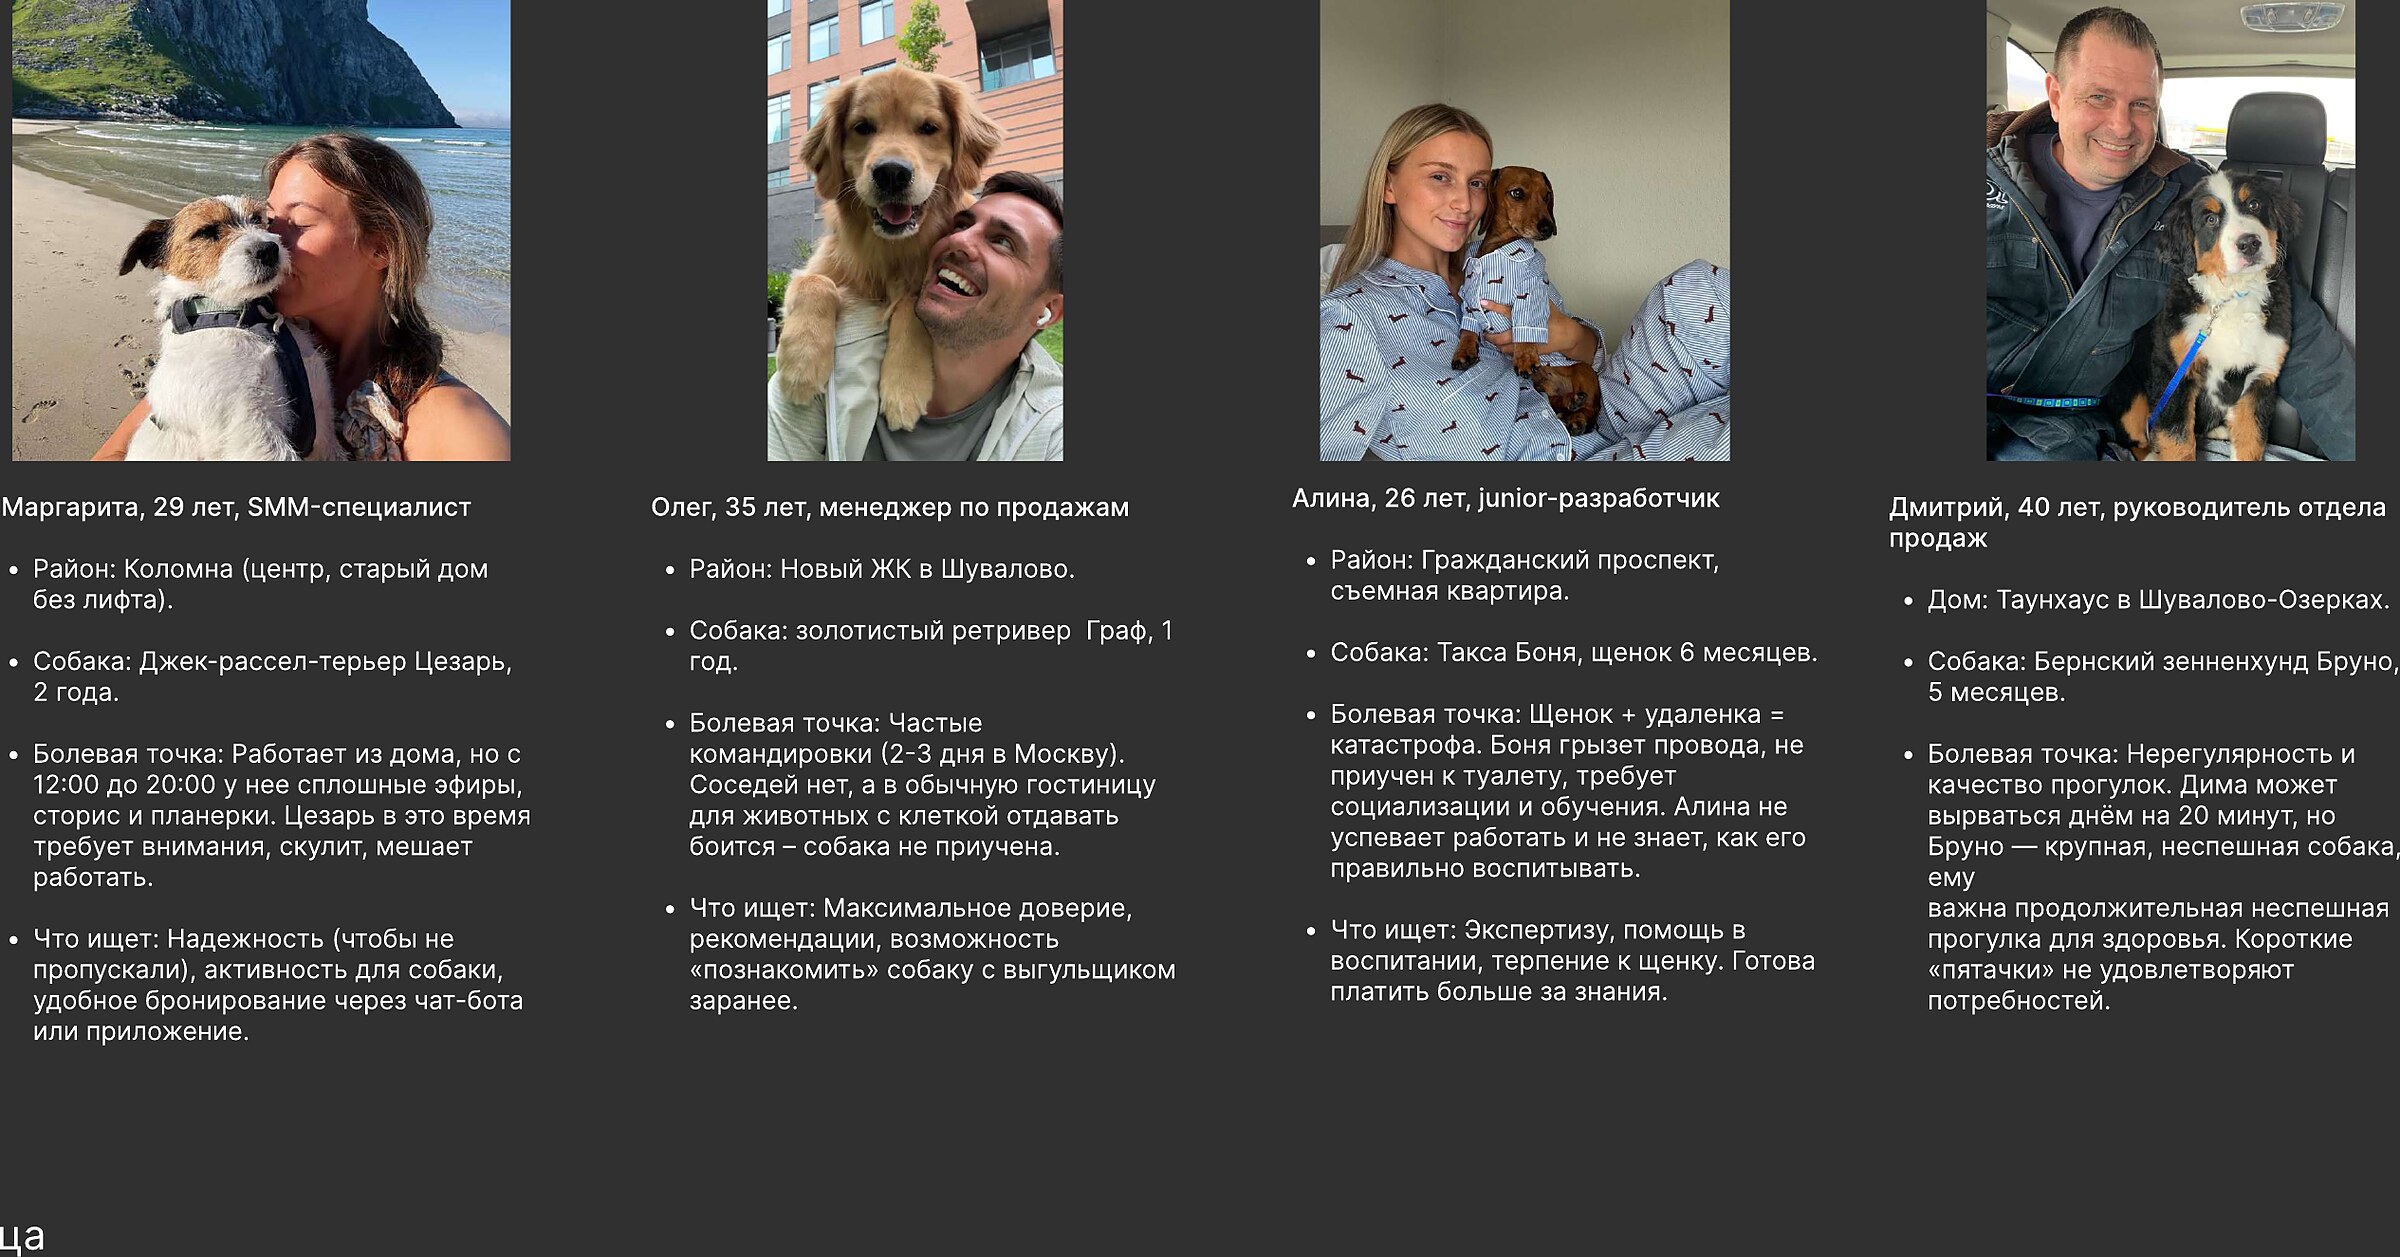 Маргарита, 29 лет, SMM-специалист
• Район: Коломна (центр, старый дом
без лифта).
• Собака: Джек-рассел-терьер Цезарь,
2 года.
• Болевая точка: Работает из дома, но с
12:00 до 20:00 у нее сплошные эфиры,
сторис и планерки. Цезарь в это время
требует внимания, скулит, мешает
работать.
• Что ищет: Надежность (чтобы не
пропускали), активность для собаки,
удобное бронирование через чат-бота
или приложение.
Олег, 35 лет, менеджер по продажам
• Район: Новый ЖК в Шувалово.
• Собака: золотистый ретривер  Граф, 1
год.
• Болевая точка: Частые
командировки (2-3 дня в Москву).
Соседей нет, а в обычную гостиницу
для животных с клеткой отдавать
боится – собака не приучена.
• Что ищет: Максимальное доверие,
рекомендации, возможность
«познакомить» собаку с выгульщиком
заранее.
Алина, 26 лет, junior-разработчик
• Район: Гражданский проспект,
съемная квартира.
• Собака: Такса Боня, щенок 6 месяцев.
• Болевая точка: Щенок + удаленка =
катастрофа. Боня грызет провода, не
приучен к туалету, требует
социализации и обучения. Алина не
успевает работать и не знает, как его
правильно воспитывать.
• Что ищет: Экспертизу, помощь в
воспитании, терпение к щенку. Готова
платить больше за знания.
Дмитрий, 40 лет, руководитель отдела
продаж
• Дом: Таунхаус в Шувалово-Озерках.
• Собака: Бернский зенненхунд Бруно,
5 месяцев.
• Болевая точка: Нерегулярность и
качество прогулок. Дима может
вырваться днём на 20 минут, но
Бруно — крупная, неспешная собака,
ему
важна продолжительная неспешная
прогулка для здоровья. Короткие
«пятачки» не удовлетворяют
потребностей.
ца